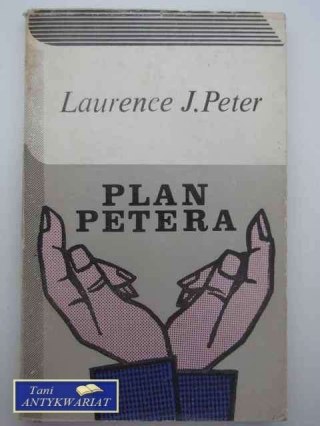 Laurence J. Peter
PLAN
PETERA
Tani
ANTYKWARIAT